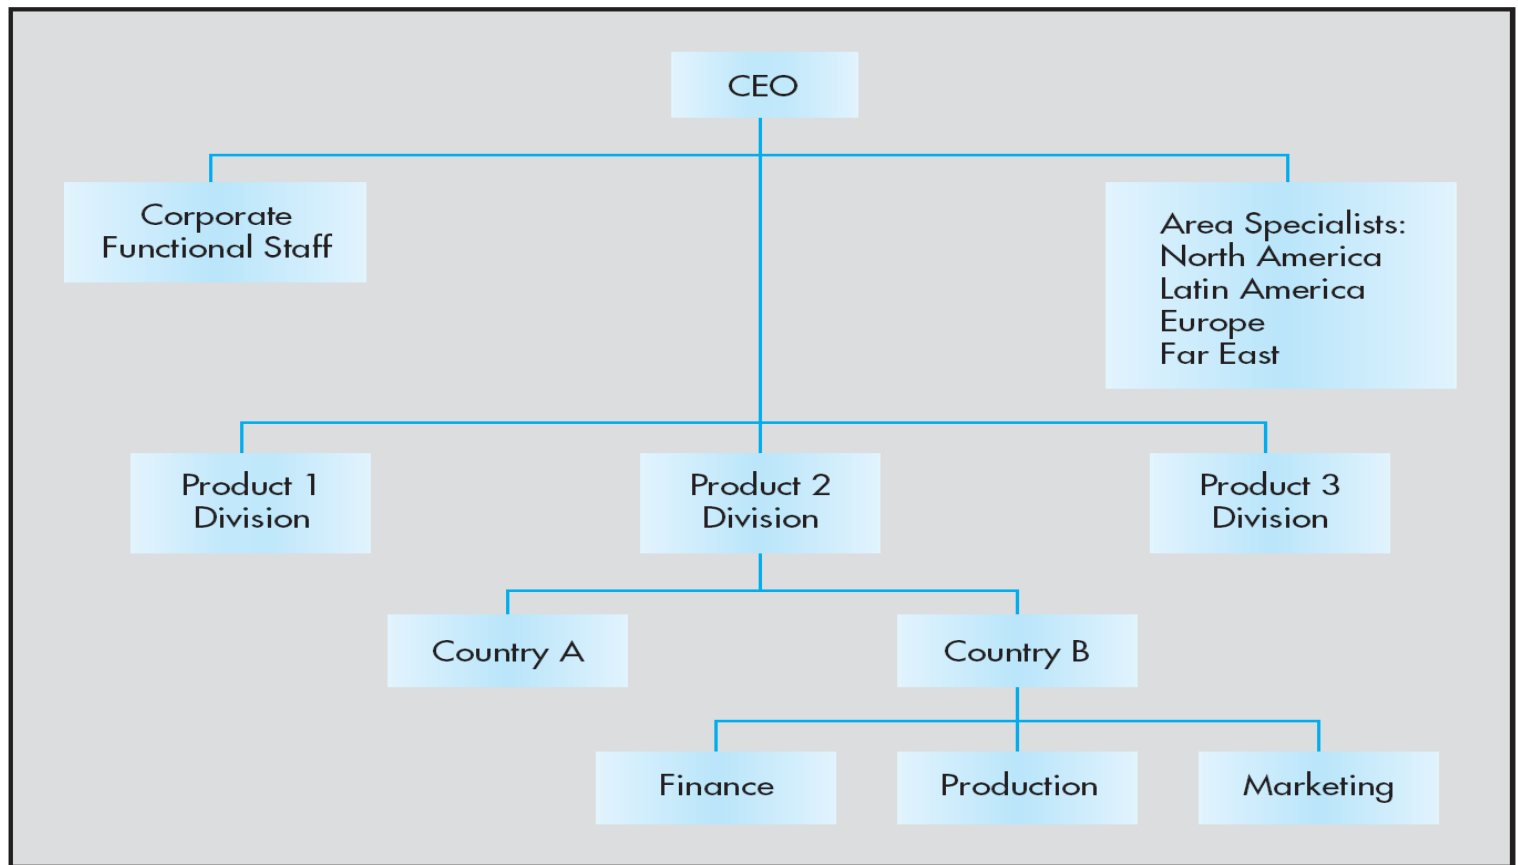 CEO
Corporate
Functional Staff
Area Specialists:
North America
Latin America
Europe
Far East
Product 1
Division
Product 2
Division
Product 3
Division
Country A
Country B
Finance
Production
Marketing